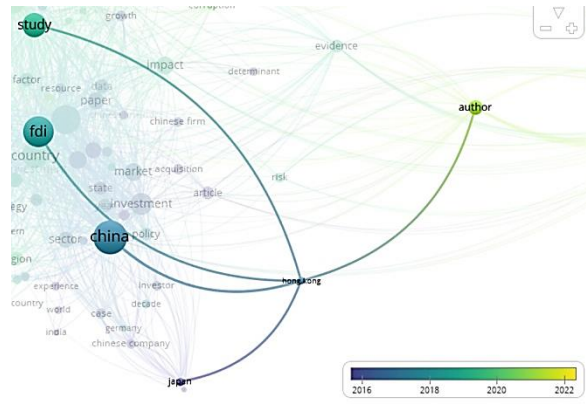 corruption
growth
study
evidence
impact
determinant
factor
resource
data
paper
author
chinese firm
fdi
country
market
acquisition
risk
state
article
investment
china
policy
sector
hong kong
experience
investor
country
decade
world
case
india
germany
chinese company
japan
2016
2018
2020
2022